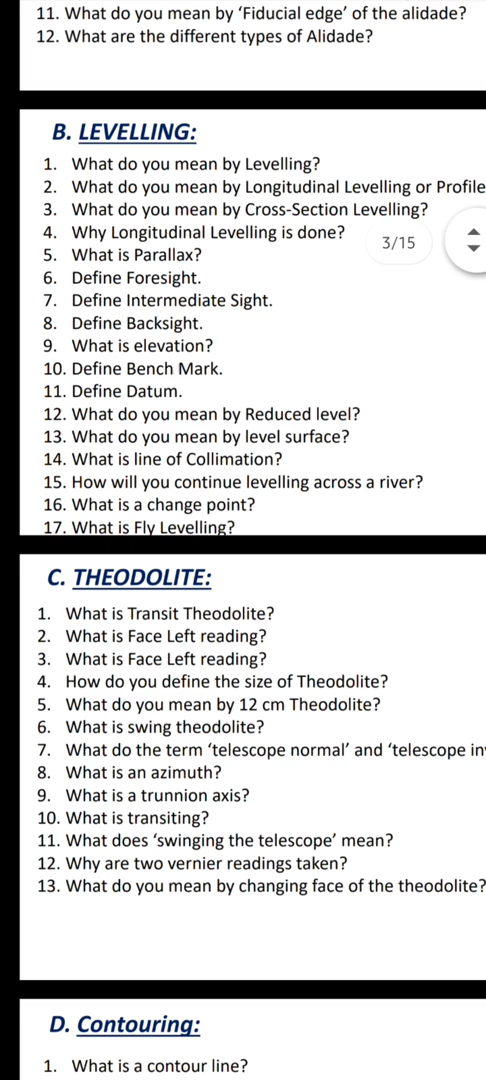 11. What do you mean by ‘Fiducial edge’ of the alidade?
12. What are the different types of Alidade?
B. LEVELLING:
1. What do you mean by Levelling?
2. What do you mean by Longitudinal Levelling or Profile
3. What do you mean by Cross-Section Levelling?
4. Why Longitudinal Levelling is done?
3/15
5. What is Parallax?
6. Define Foresight.
7. Define Intermediate Sight.
8. Define Backsight.
9. What is elevation?
10. Define Bench Mark.
11. Define Datum.
12. What do you mean by Reduced level?
13. What do you mean by level surface?
14. What is line of Collimation?
15. How will you continue levelling across a river?
16. What is a change point?
17. What is Fly Levelling?
C. THEODOLITE:
1. What is Transit Theodolite?
2. What is Face Left reading?
3. What is Face Left reading?
4. How do you define the size of Theodolite?
5. What do you mean by 12 cm Theodolite?
6. What is swing theodolite?
7. What do the term ‘telescope normal’ and ‘telescope in
8. What is an azimuth?
9. What is a trunnion axis?
10. What is transiting?
11. What does ‘swinging the telescope’ mean?
12. Why are two vernier readings taken?
13. What do you mean by changing face of the theodolite?
D. Contouring:
1. What is a contour line?